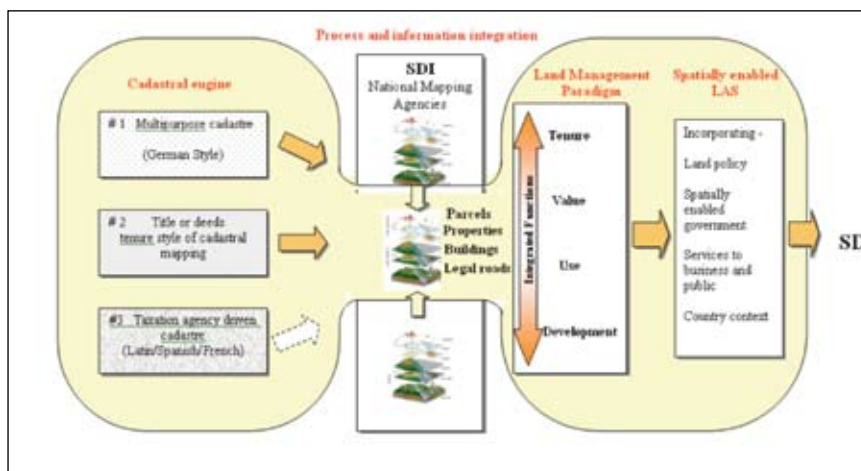 Process and information integration
Cadastral engine
# 1 Multipurpose cadastre
(German Style)
# 2 Title or deeds
tenure style of cadastral
mapping
#3 Taxation agency driven
cadastre
(Latin/Spanish/French)
SDI
National Mapping
Agencies
Parcels
Properties
Buildings
Legal roads
Land Management
Paradigm
Integrated Functions
Tenure
Value
Use
Development
Spatially enabled
LAS
Incorporating -
Land policy
Spatially
enabled
government
Services to
business and
public
Country context
SD